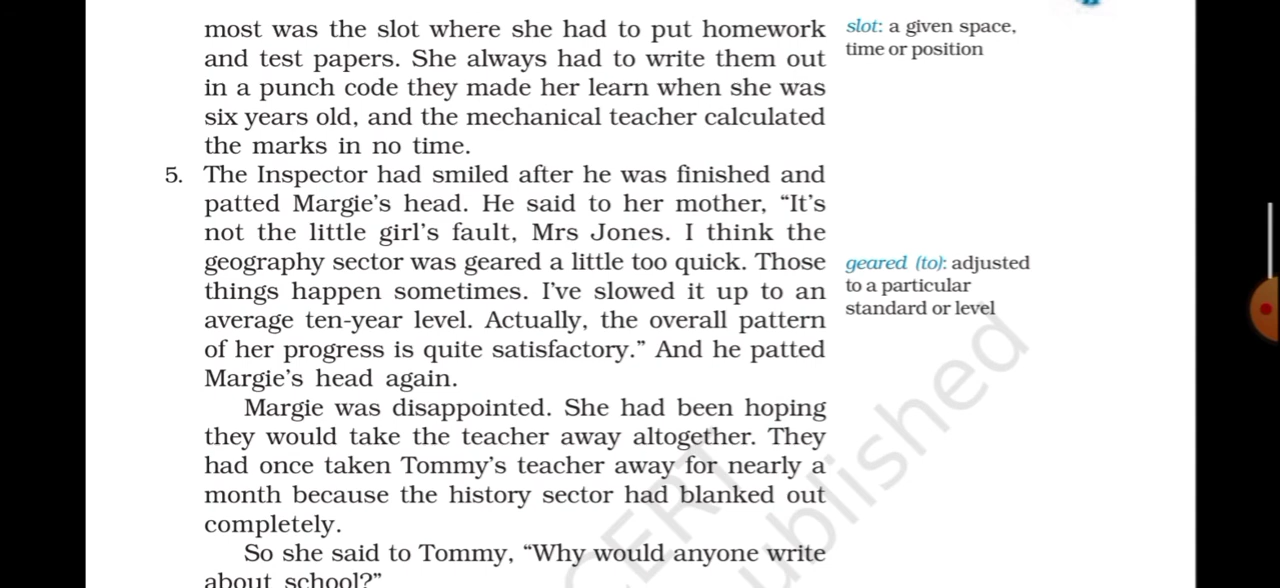 most was the slot where she had to put homework
slot: a given space,
and test papers. She always had to write them out
time or position
in a punch code they made her learn when she was
six years old, and the mechanical teacher calculated
the marks in no time.
5. The Inspector had smiled after he was finished and
patted Margie’s head. He said to her mother, “It’s
not the little girl’s fault, Mrs Jones. I think the
geography sector was geared a little too quick. Those
geared (to): adjusted
things happen sometimes. I’ve slowed it up to an
to a particular
average ten-year level. Actually, the overall pattern
standard or level
of her progress is quite satisfactory.” And he patted
Margie’s head again.
Margie was disappointed. She had been hoping
they would take the teacher away altogether. They
had once taken Tommy’s teacher away for nearly a
month because the history sector had blanked out
completely.
So she said to Tommy, “Why would anyone write
about school?”
CERT
ublished